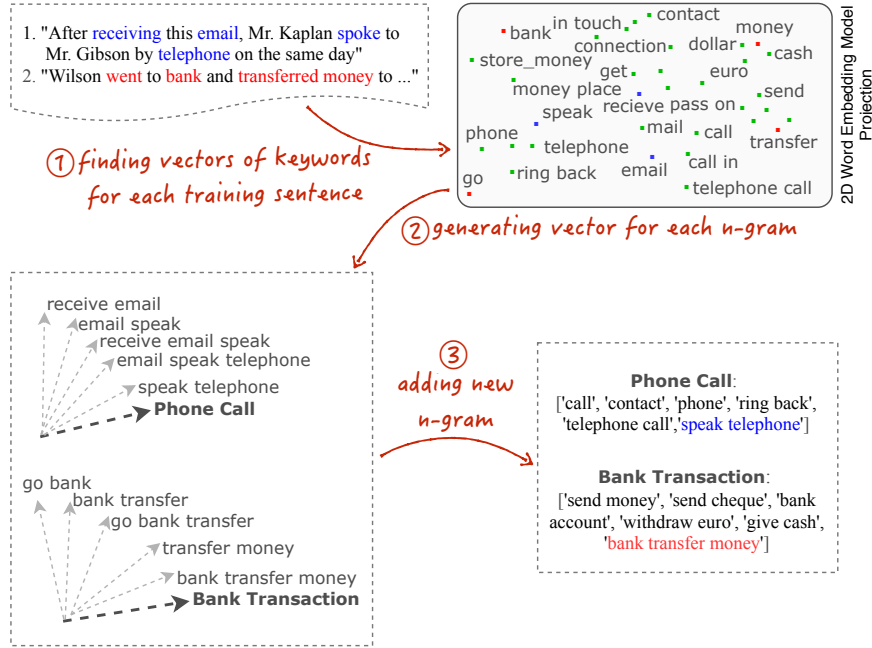 1. "After receiving this email, Mr. Kaplan spoke to
Mr. Gibson by telephone on the same day"
2. "Wilson went to bank and transferred money to ..."
bank
in touch
contact
money
connection
dollar
cash
store_money
get
euro
money place
recieve
pass on
send
speak
phone
telephone
mail
call
transfer
go
ring back
email
call in
telephone call
2D Word Embedding Model
Projection
1 finding vectors of keywords
for each training sentence
2 generating vector for each n-gram
receive email
email speak
receive email speak
email speak telephone
speak telephone
Phone Call
go bank
bank transfer
go bank transfer
transfer money
bank transfer money
Bank Transaction
3
adding new
n-gram
Phone Call:
['call', 'contact', 'phone', 'ring back',
'telephone call','speak telephone']
Bank Transaction:
['send money', 'send cheque', 'bank
account', 'withdraw euro', 'give cash',
'bank transfer money']